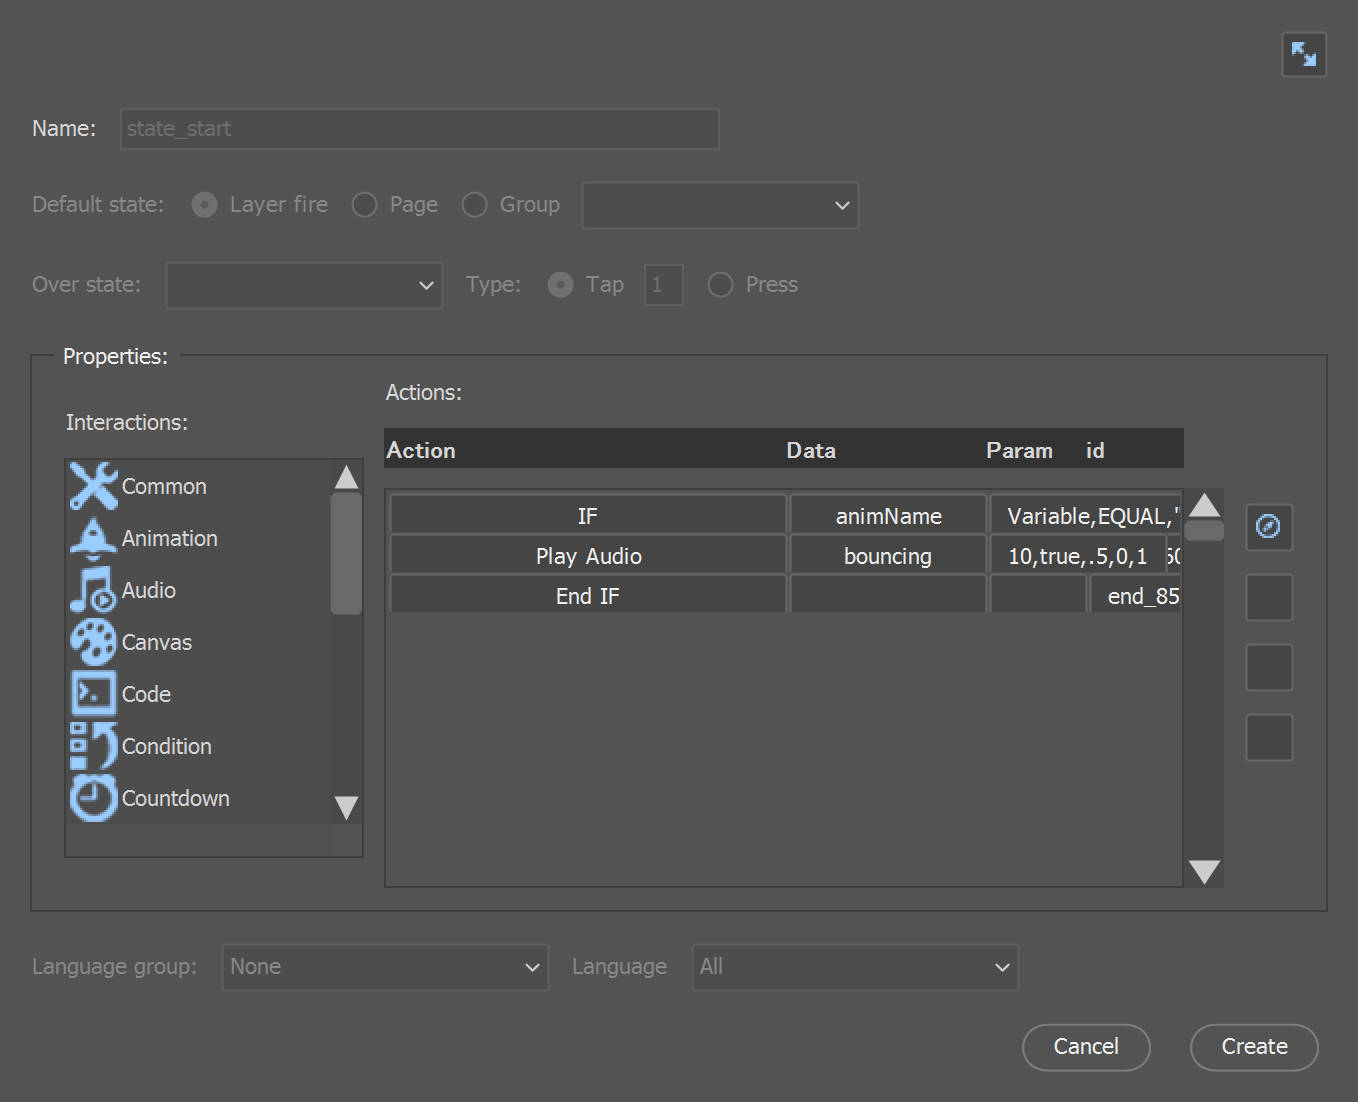 Name: state_start
Default state: Layer fire Page Group
Over state: Type: Tap 1 Press
Properties:
Interactions:
Common
Animation
Audio
Canvas
Code
Condition
Countdown
Actions:
Action Data Param id
IF animName Variable,EQUAL,"
Play Audio bouncing 10,true,.5,0,1
End IF end_85
Language group: None Language All
Cancel Create